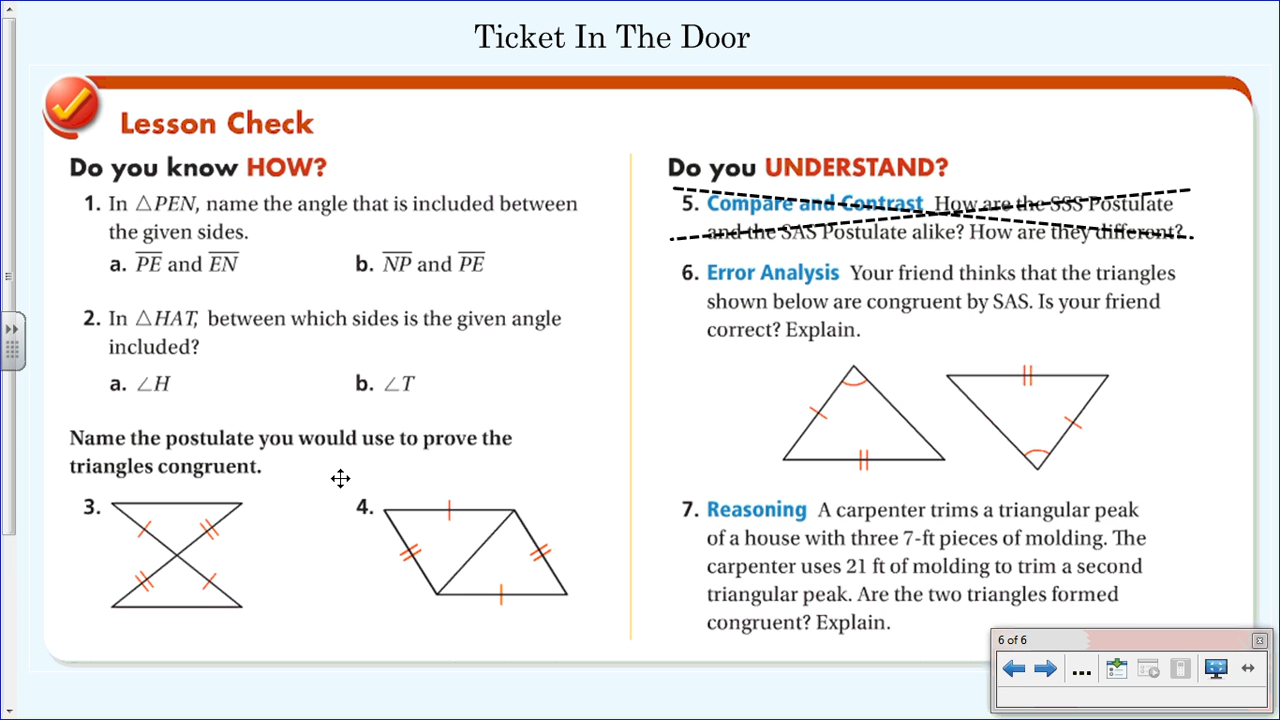 Ticket In The Door
Lesson Check
Do you know HOW?
1. In △PEN, name the angle that is included between
the given sides.
a. P̅E̅ and E̅N̅
b. N̅P̅ and P̅E̅
2. In △HAT, between which sides is the given angle
included?
a. ∠H
b. ∠T
Name the postulate you would use to prove the
triangles congruent.
3.
4.
Do you UNDERSTAND?
5. Compare and Contrast How are the SSS Postulate
and the SAS Postulate alike? How are they different?
6. Error Analysis Your friend thinks that the triangles
shown below are congruent by SAS. Is your friend
correct? Explain.
7. Reasoning A carpenter trims a triangular peak
of a house with three 7-ft pieces of molding. The
carpenter uses 21 ft of molding to trim a second
triangular peak. Are the two triangles formed
congruent? Explain.
6 of 6